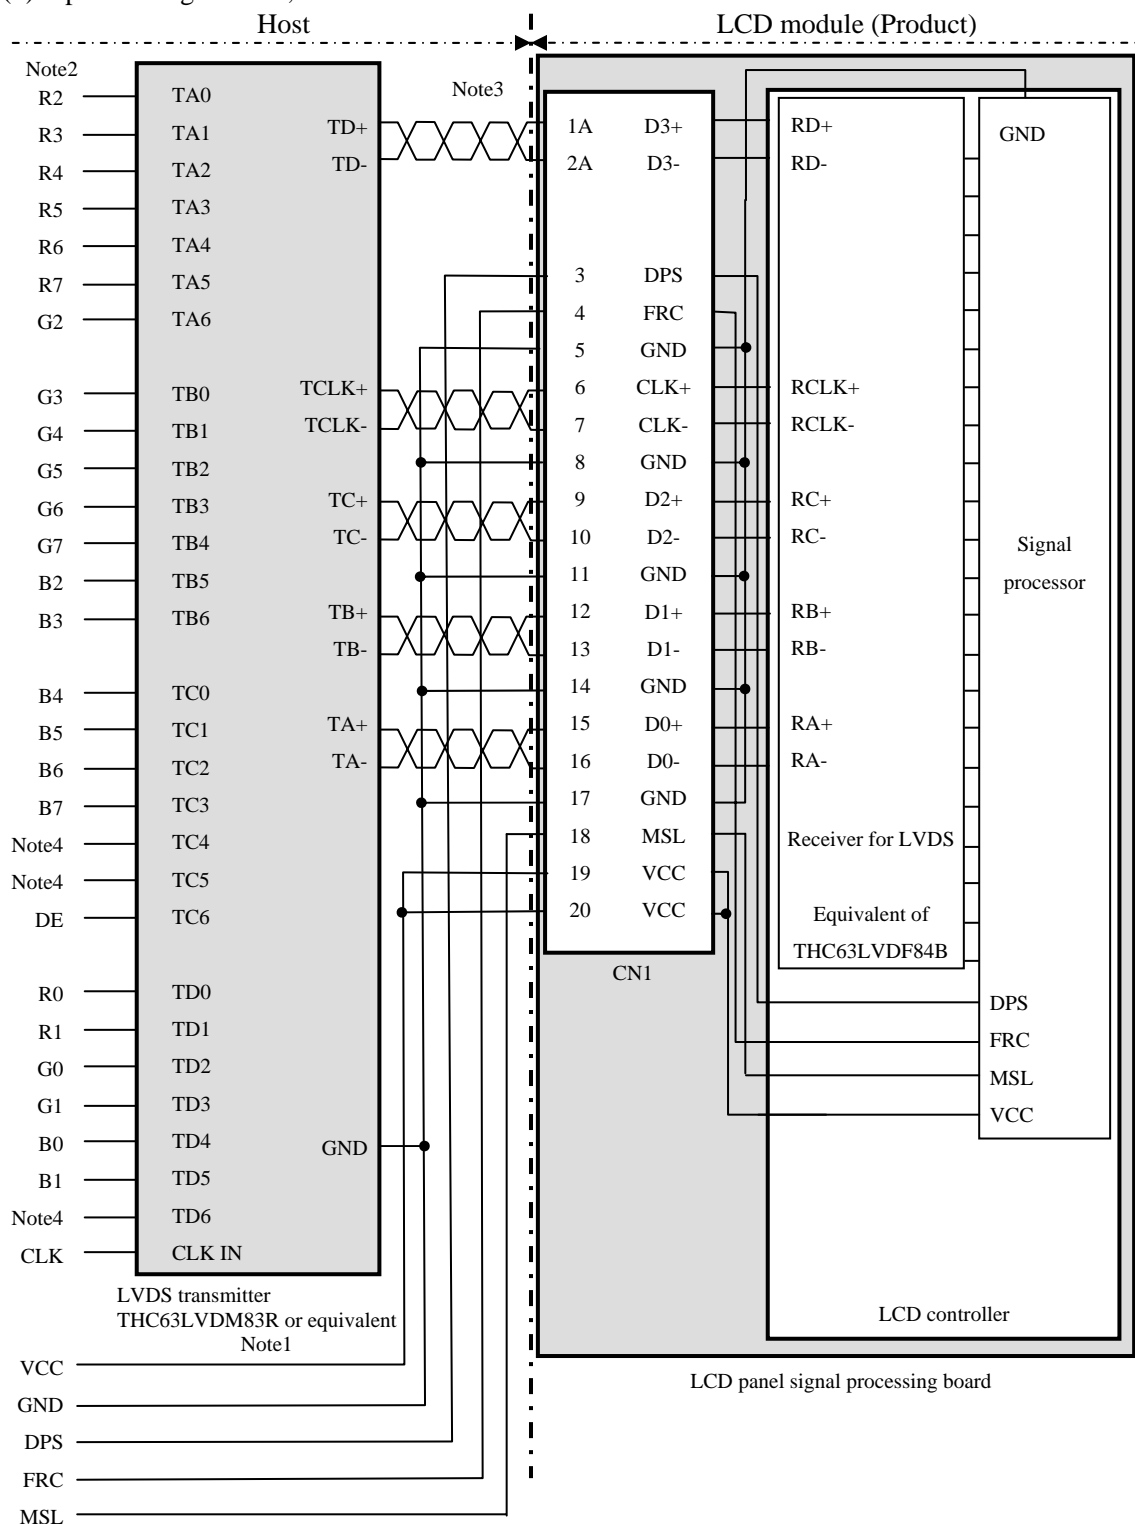 Host
LCD module (Product)
Note2
R2
R3
R4
R5
R6
R7
G2
G3
G4
G5
G6
G7
B2
B3
B4
B5
B6
B7
Note4
Note4
DE
R0
R1
G0
G1
B0
B1
Note4
CLK
TA0
TA1
TA2
TA3
TA4
TA5
TA6
TB0
TB1
TB2
TB3
TB4
TB5
TB6
TC0
TC1
TC2
TC3
TC4
TC5
TC6
TD0
TD1
TD2
TD3
TD4
TD5
TD6
CLK IN
TD+
TD-
TCLK+
TCLK-
TC+
TC-
TB+
TB-
TA+
TA-
GND
LVDS transmitter
THC63LVDM83R or equivalent
Note1
VCC
GND
DPS
FRC
MSL
Note3
1A D3+
2A D3-
3 DPS
4 FRC
5 GND
6 CLK+
7 CLK-
8 GND
9 D2+
10 D2-
11 GND
12 D1+
13 D1-
14 GND
15 D0+
16 D0-
17 GND
18 MSL
19 VCC
20 VCC
CN1
RD+
RD-
RCLK+
RCLK-
RC+
RC-
RB+
RB-
RA+
RA-
Receiver for LVDS
Equivalent of
THC63LVDF84B
GND
Signal
processor
DPS
FRC
MSL
VCC
LCD controller
LCD panel signal processing board